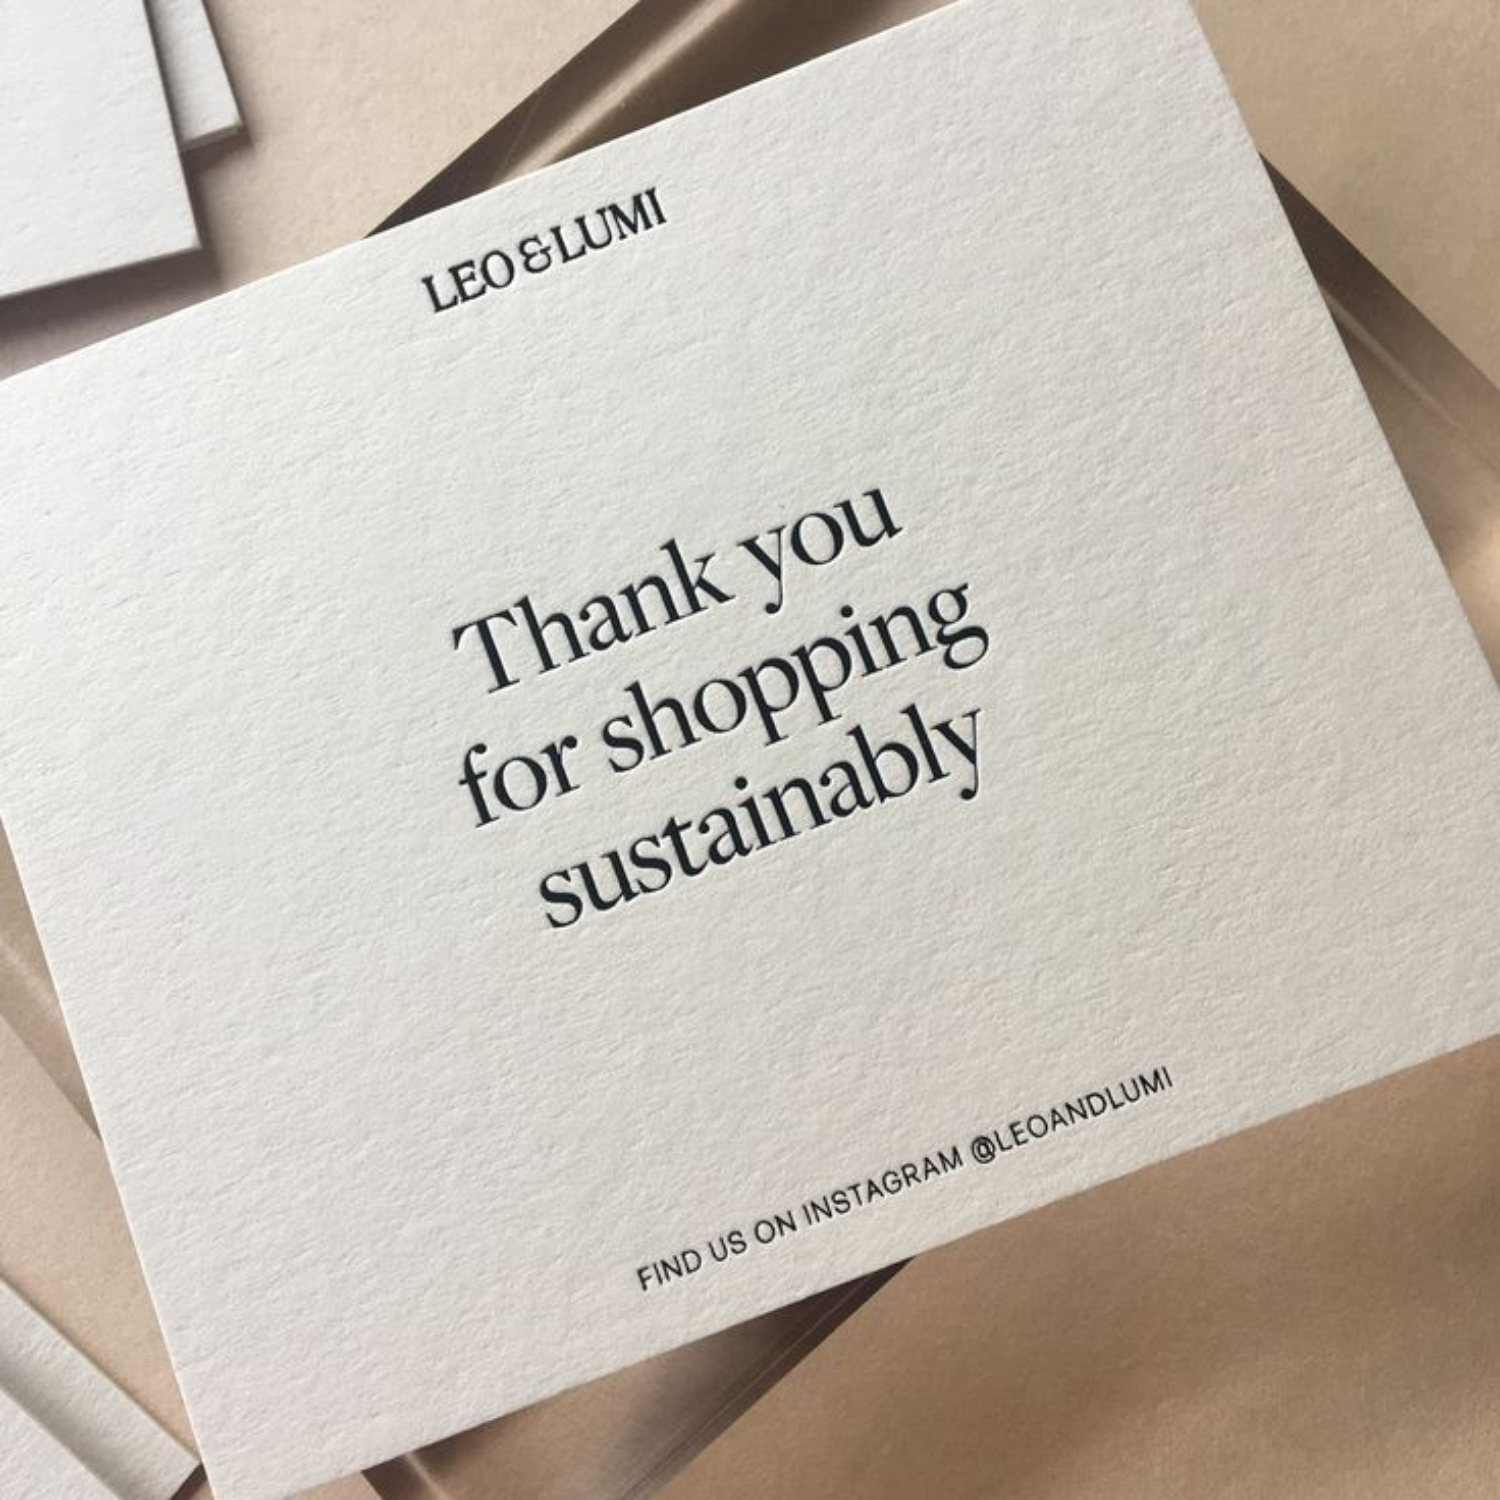 LEO & LUMI
Thank you
for shopping
sustainably
FIND US ON INSTAGRAM @LEOANDLUMI